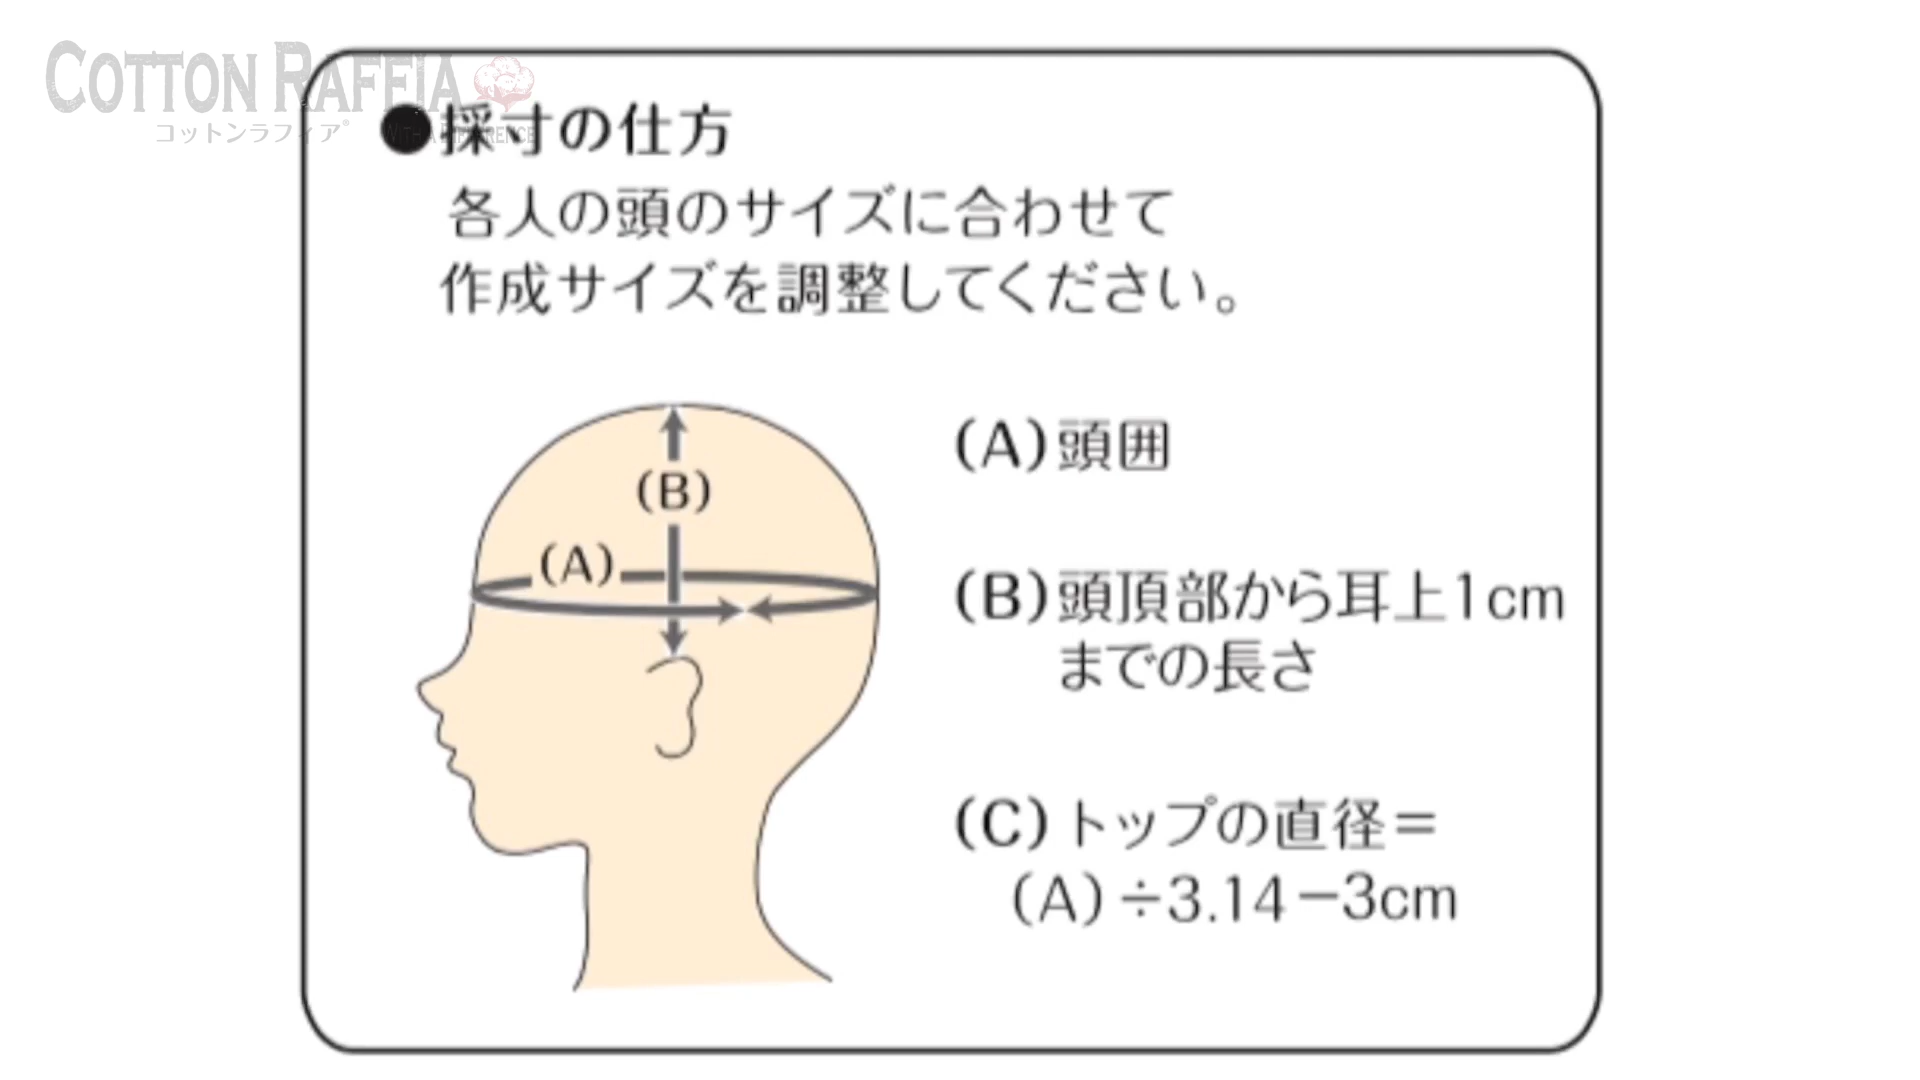 COTTON RAFFIA
コットンラフィア®
●採寸の仕方
各人の頭のサイズに合わせて
作成サイズを調整してください。
(B)
(A)
(A)頭囲
(B)頭頂部から耳上1cm
までの長さ
(C)トップの直径=
(A)÷3.14-3cm